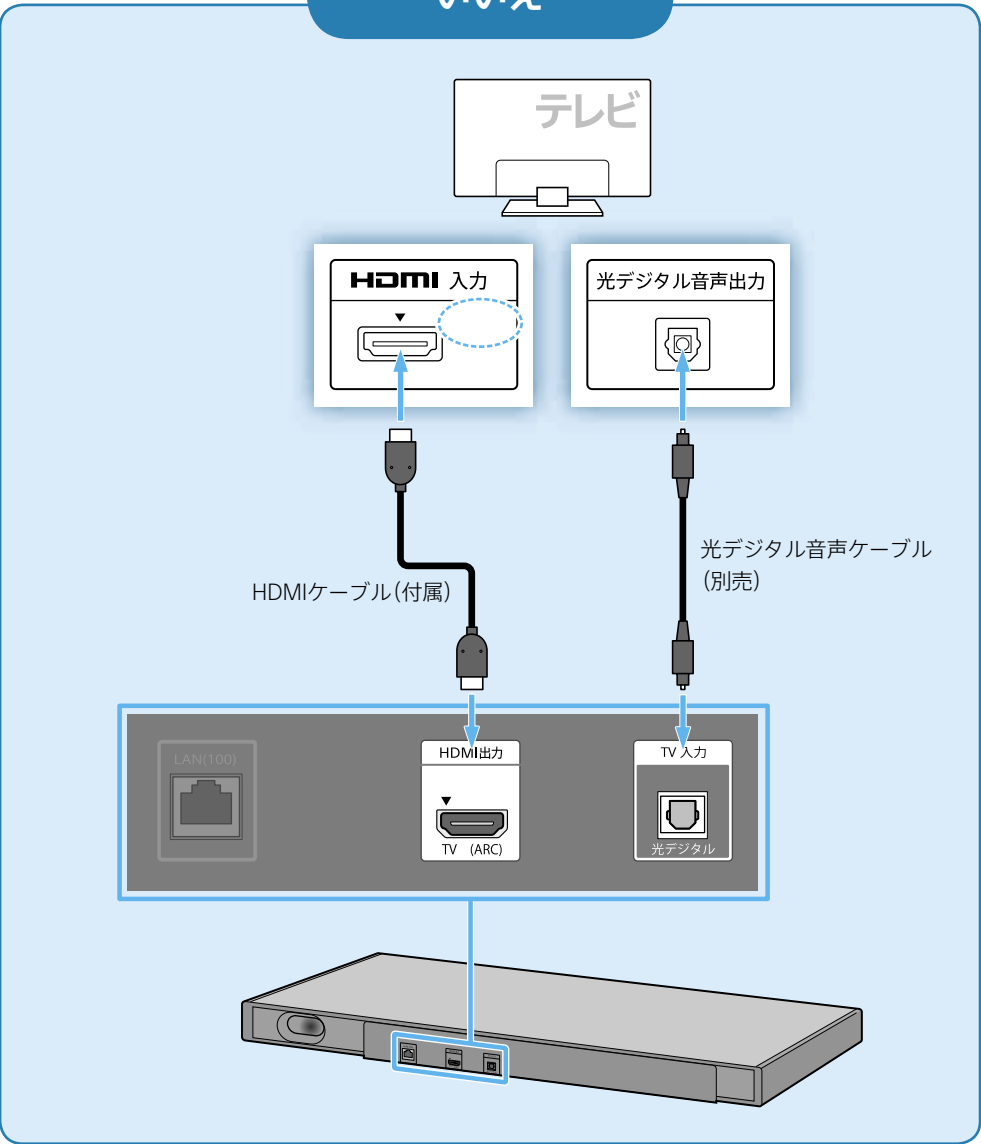 いいえ
テレビ
HDMI 入力
光デジタル音声出力
光デジタル音声ケーブル
(別売)
HDMIケーブル(付属)
LAN(100)
HDMI出力
TV (ARC)
TV 入力
光デジタル